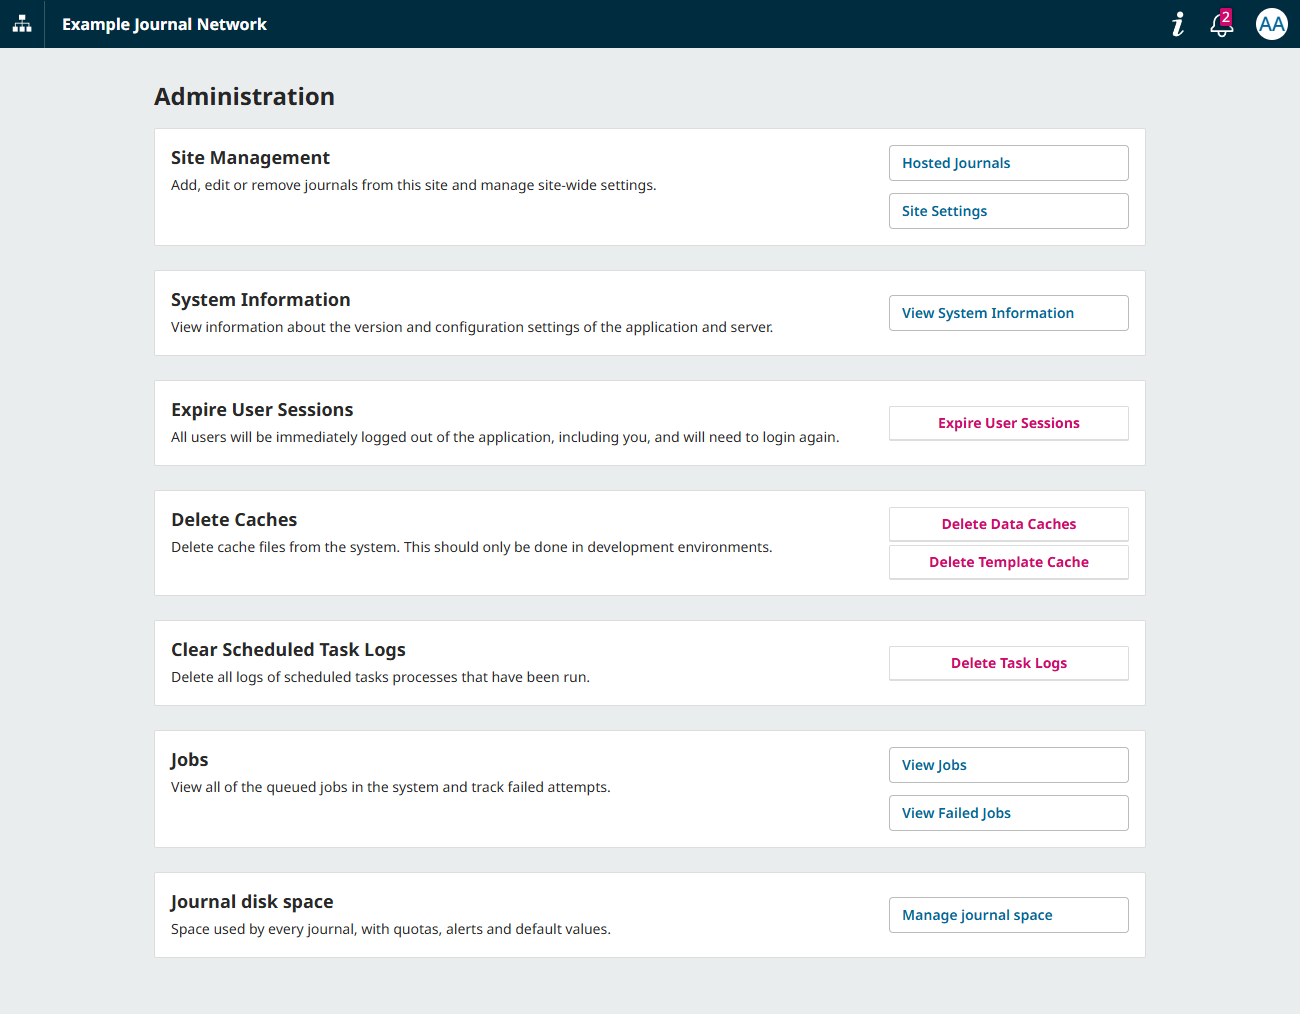 Example Journal Network
2
AA
Administration
Site Management
Add, edit or remove journals from this site and manage site-wide settings.
Hosted Journals
Site Settings
System Information
View information about the version and configuration settings of the application and server.
View System Information
Expire User Sessions
All users will be immediately logged out of the application, including you, and will need to login again.
Expire User Sessions
Delete Caches
Delete cache files from the system. This should only be done in development environments.
Delete Data Caches
Delete Template Cache
Clear Scheduled Task Logs
Delete all logs of scheduled tasks processes that have been run.
Delete Task Logs
Jobs
View all of the queued jobs in the system and track failed attempts.
View Jobs
View Failed Jobs
Journal disk space
Space used by every journal, with quotas, alerts and default values.
Manage journal space